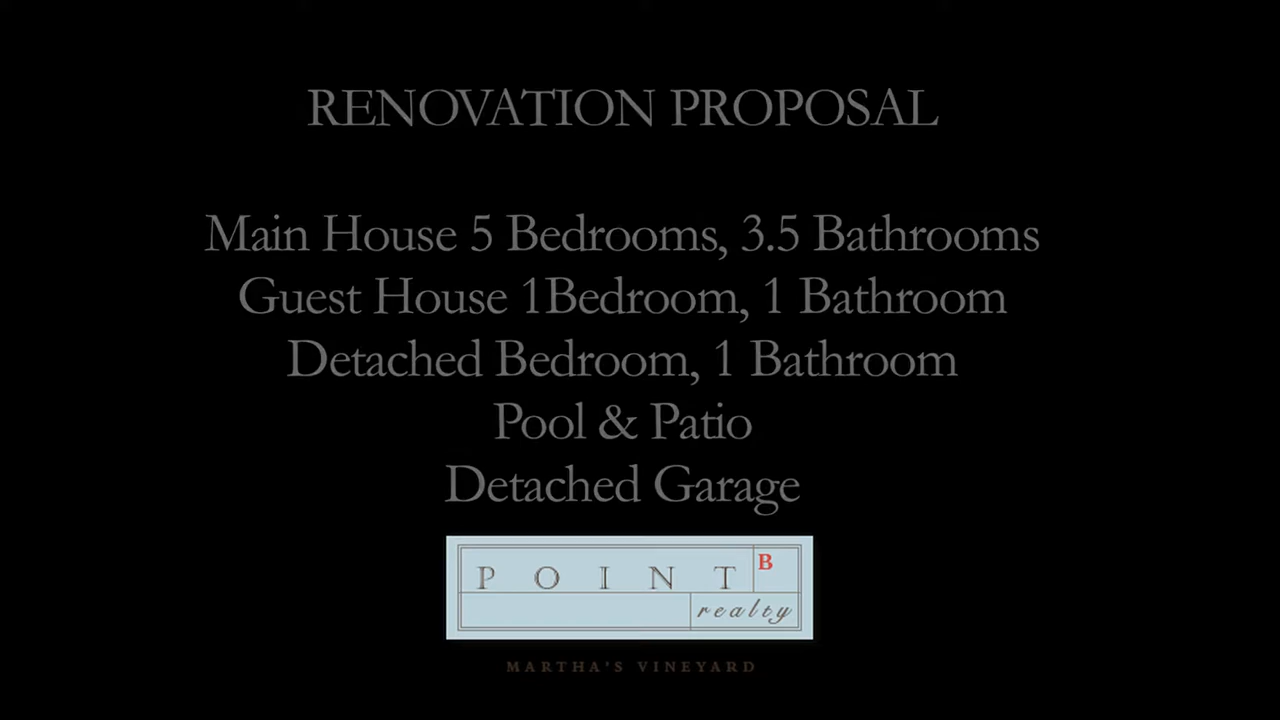 RENOVATION PROPOSAL
Main House 5 Bedrooms, 3.5 Bathrooms
Guest House 1Bedroom, 1 Bathroom
Detached Bedroom, 1 Bathroom
Pool & Patio
Detached Garage
POINT B
realty
MARTHA'S VINEYARD